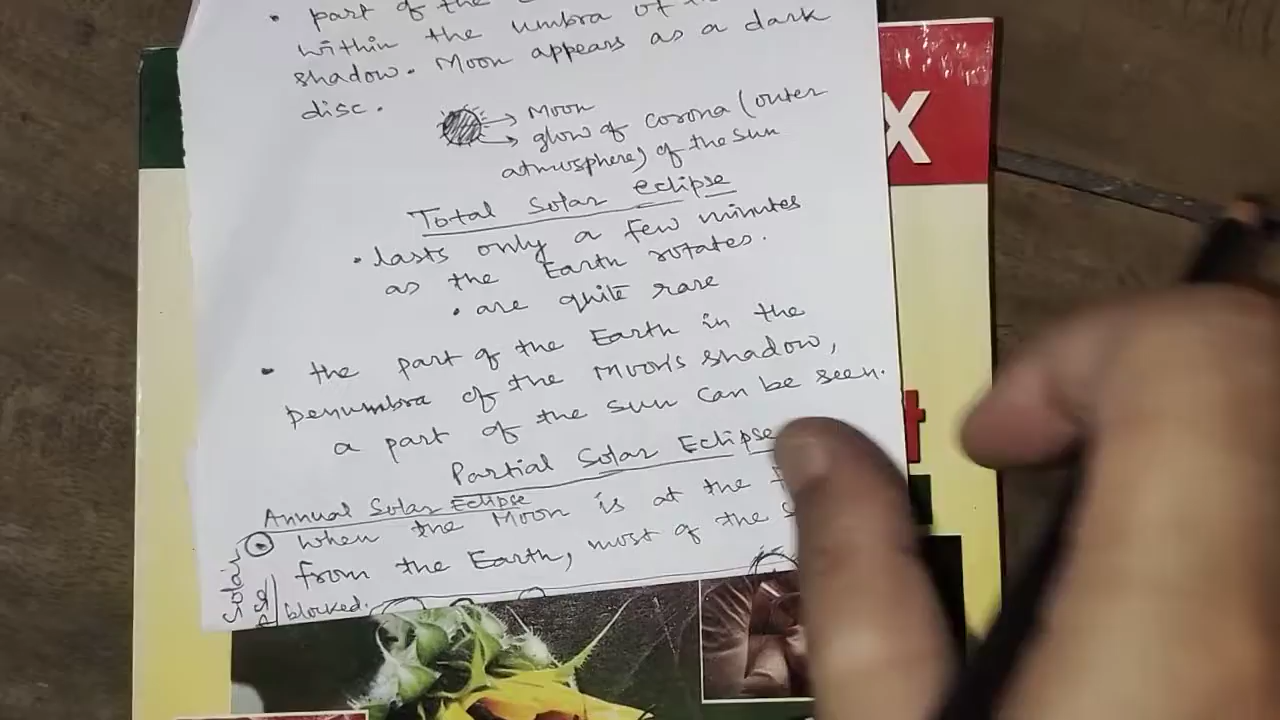 • part of the
within the umbra of
shadow. Moon appears as a dark
disc.
Moon
glow of corona (outer
atmosphere) of the sun
Total Solar eclipse
• lasts only a few minutes
as the Earth rotates.
• are quite rare
• the part of the Earth in the
penumbra of the Moon's shadow,
a part of the sun can be seen.
Partial Solar Eclipse
Annual Solar Eclipse
• When the Moon is at the
from the Earth, most of the
blocked.
Solar
X
t